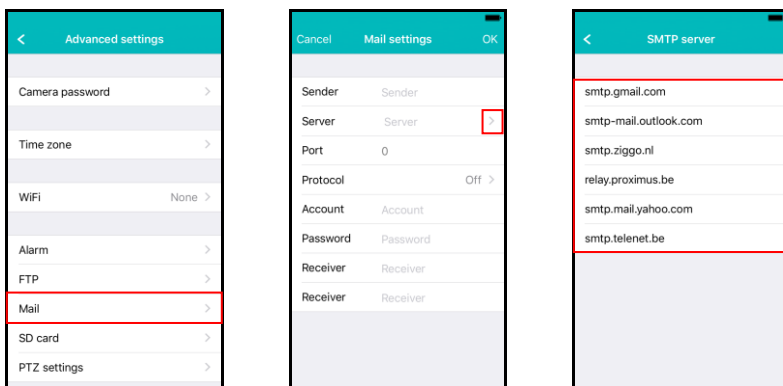 Advanced settings
Camera password
Time zone
WiFi None
Alarm
FTP
Mail
SD card
PTZ settings
Cancel Mail settings OK
Sender Sender
Server Server
Port 0
Protocol Off
Account Account
Password Password
Receiver Receiver
Receiver Receiver
SMTP server
smtp.gmail.com
smtp-mail.outlook.com
smtp.ziggo.nl
relay.proximus.be
smtp.mail.yahoo.com
smtp.telenet.be